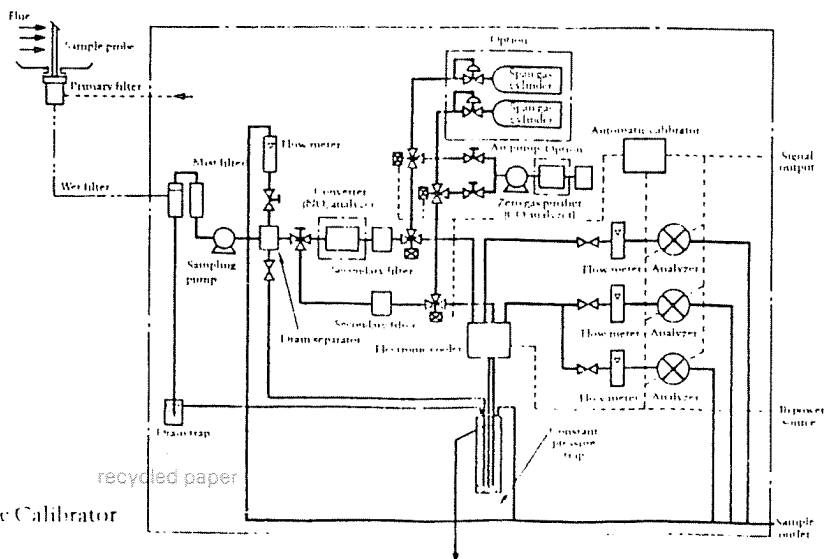 Flue
Sample probe
Primary filter
Wet filter
Mist filter
Flow meter
Sampling
pump
Converter
(NOx analyzer)
Secondary filter
Secondary filter
Drain separator
Drain trap
Option
Span gas
cylinder
Span gas
cylinder
Air pump
Option
Zero gas purifier
Automatic calibrator
Signal
output
Flow meter
Analyzer
Flow meter
Analyzer
Flow meter
Analyzer
Electronic cooler
Constant
pressure
trap
source
Sample
outlet
recycled paper
c Calibrator